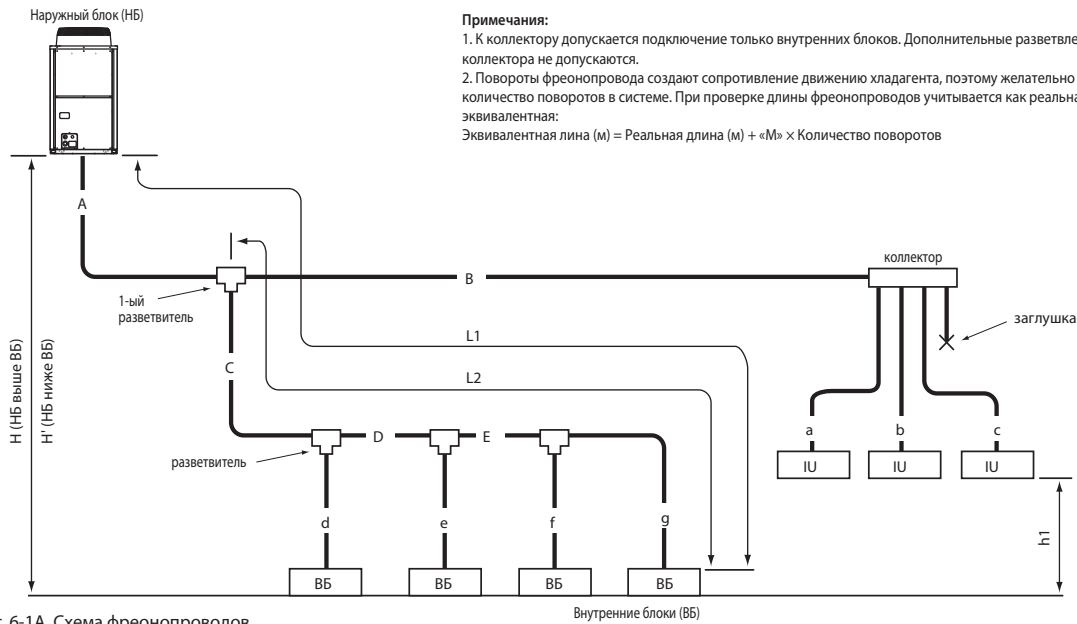 Наружный блок (НБ)
Примечания:
1. К коллектору допускается подключение только внутренних блоков. Дополнительные разветвле
коллектора не допускаются.
2. Повороты фреонопровода создают сопротивление движению хладагента, поэтому желательно
количество поворотов в системе. При проверке длины фреонопроводов учитывается как реальна
эквивалентная:
Эквивалентная лина (м) = Реальная длина (м) + «М» × Количество поворотов
A
1-ый
разветвитель
B
коллектор
заглушка
H (НБ выше ВБ)
H' (НБ ниже ВБ)
L1
L2
C
D
E
разветвитель
a
b
c
IU
IU
IU
d
e
f
g
h1
ВБ
ВБ
ВБ
ВБ
Внутренние блоки (ВБ)
6-1A. Схема фреонопроводов